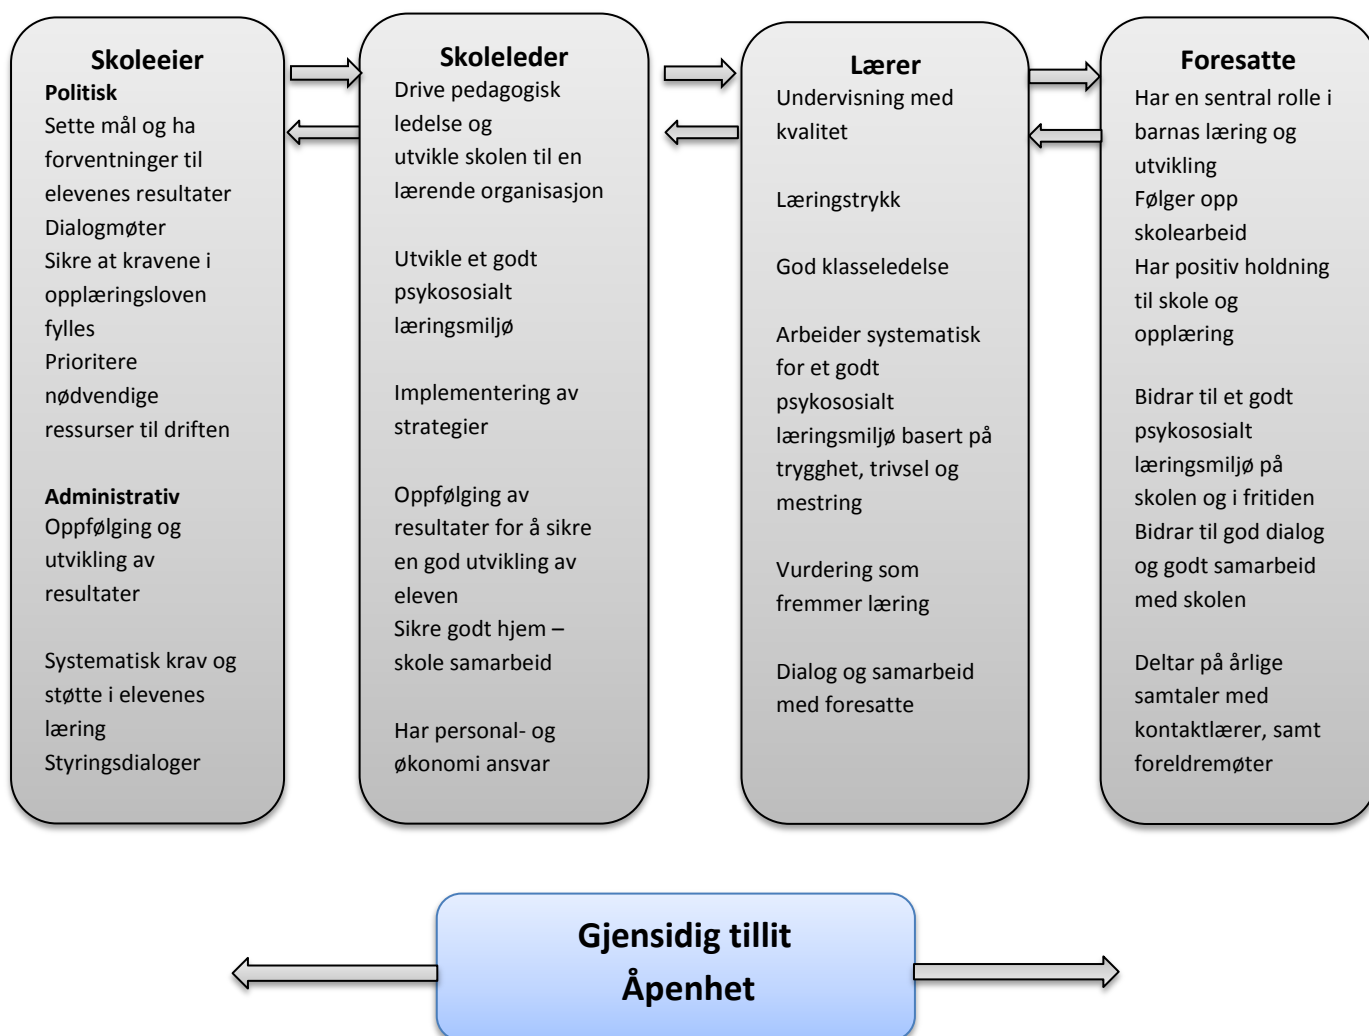 Skoleeier
Politisk
Sette mål og ha
forventninger til
elevenes resultater
Dialogmøter
Sikre at kravene i
opplæringsloven
fylles
Prioritere
nødvendige
ressurser til driften
Administrativ
Oppfølging og
utvikling av
resultater
Systematisk krav og
støtte i elevenes
læring
Styringsdialoger
Skoleleder
Drive pedagogisk
ledelse og
utvikle skolen til en
lærende organisasjon
Utvikle et godt
psykososialt
læringsmiljø
Implementering av
strategier
Oppfølging av
resultater for å sikre
en god utvikling av
eleven
Sikre godt hjem –
skole samarbeid
Har personal- og
økonomi ansvar
Lærer
Undervisning med
kvalitet
Læringstrykk
God klasseledelse
Arbeider systematisk
for et godt
psykososialt
læringsmiljø basert på
trygghet, trivsel og
mestring
Vurdering som
fremmer læring
Dialog og samarbeid
med foresatte
Foresatte
Har en sentral rolle i
barnas læring og
utvikling
Følger opp
skolearbeid
Har positiv holdning
til skole og
opplæring
Bidrar til et godt
psykososialt
læringsmiljø på
skolen og i fritiden
Bidrar til god dialog
og godt samarbeid
med skolen
Deltar på årlige
samtaler med
kontaktlærer, samt
foreldremøter
Gjensidig tillit
Åpenhet